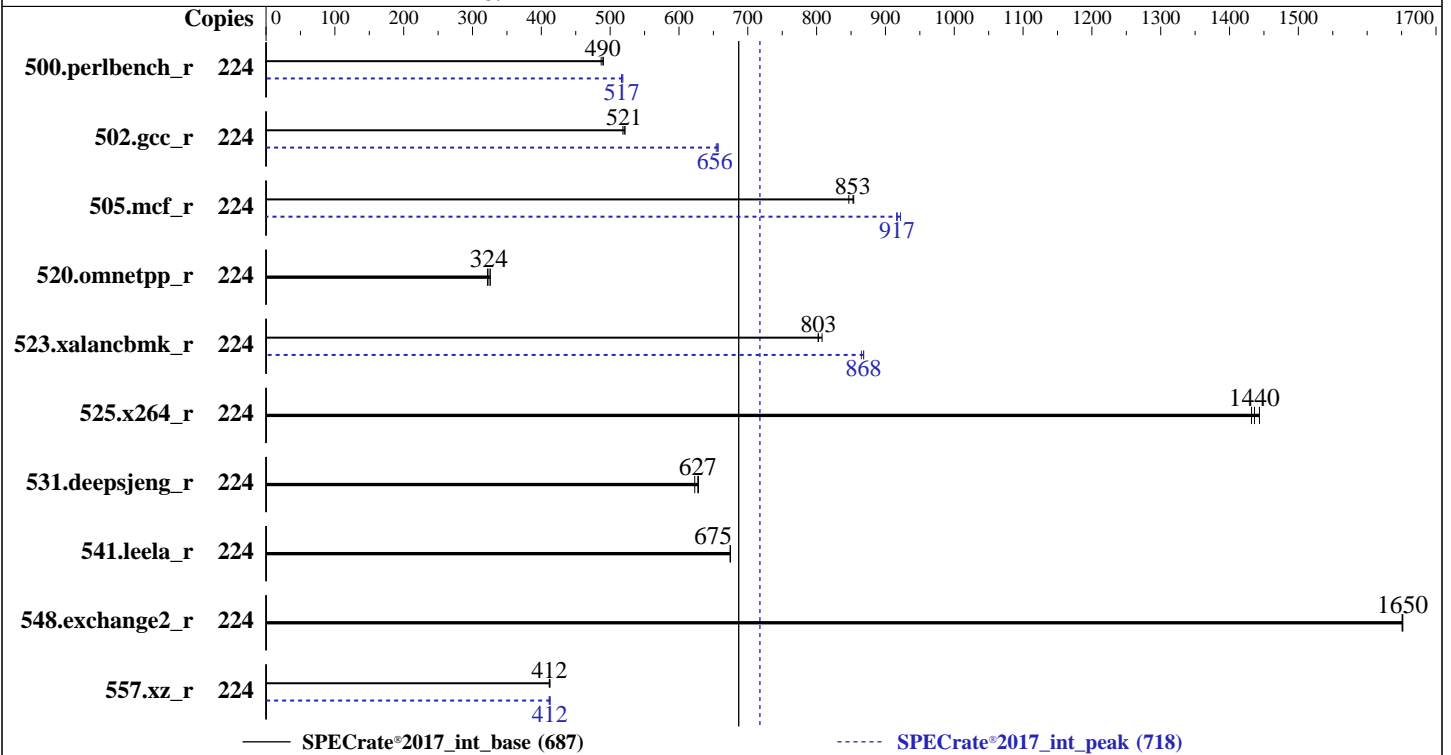 Copies 0 100 200 300 400 500 600 700 800 900 1000 1100 1200 1300 1400 1500 1700
490
500.perlbench_r 224
517
521
502.gcc_r 224
656
853
505.mcf_r 224
917
324
520.omnetpp_r 224
803
523.xalancbmk_r 224
868
1440
525.x264_r 224
627
531.deepsjeng_r 224
675
541.leela_r 224
1650
548.exchange2_r 224
412
557.xz_r 224
412
SPECrate®2017_int_base (687) SPECrate®2017_int_peak (718)